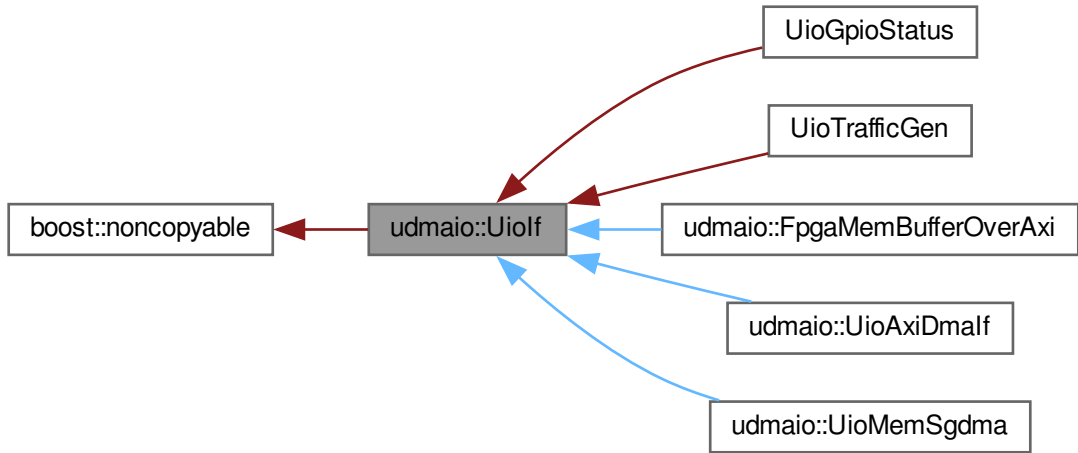 UioGpioStatus
UioTrafficGen
boost::noncopyable
udmaio::UioIf
udmaio::FpgaMemBufferOverAxi
udmaio::UioAxiDmaIf
udmaio::UioMemSgdma